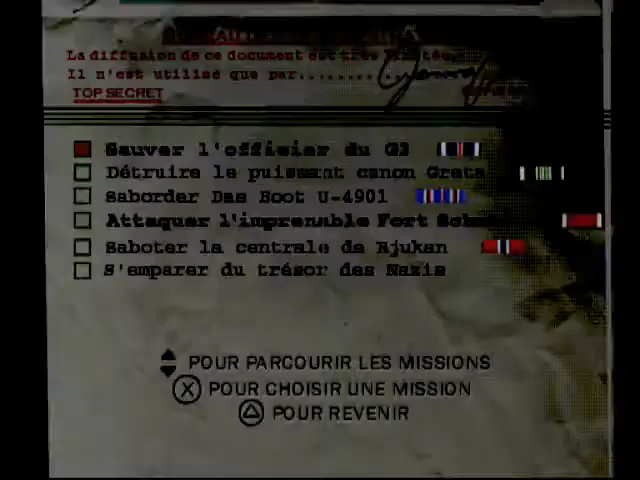 La diffusion de ce document est très limitée.
Il n'est utilisé que par........
TOP SECRET
Sauver l'officier du G3
Détruire le puissant canon Greta
Saborder Das Boot U-4901
Attaquer l'imprenable Fort
Saboter la centrale de Rjukan
S'emparer du trésor des Nazis
POUR PARCOURIR LES MISSIONS
X POUR CHOISIR UNE MISSION
POUR REVENIR